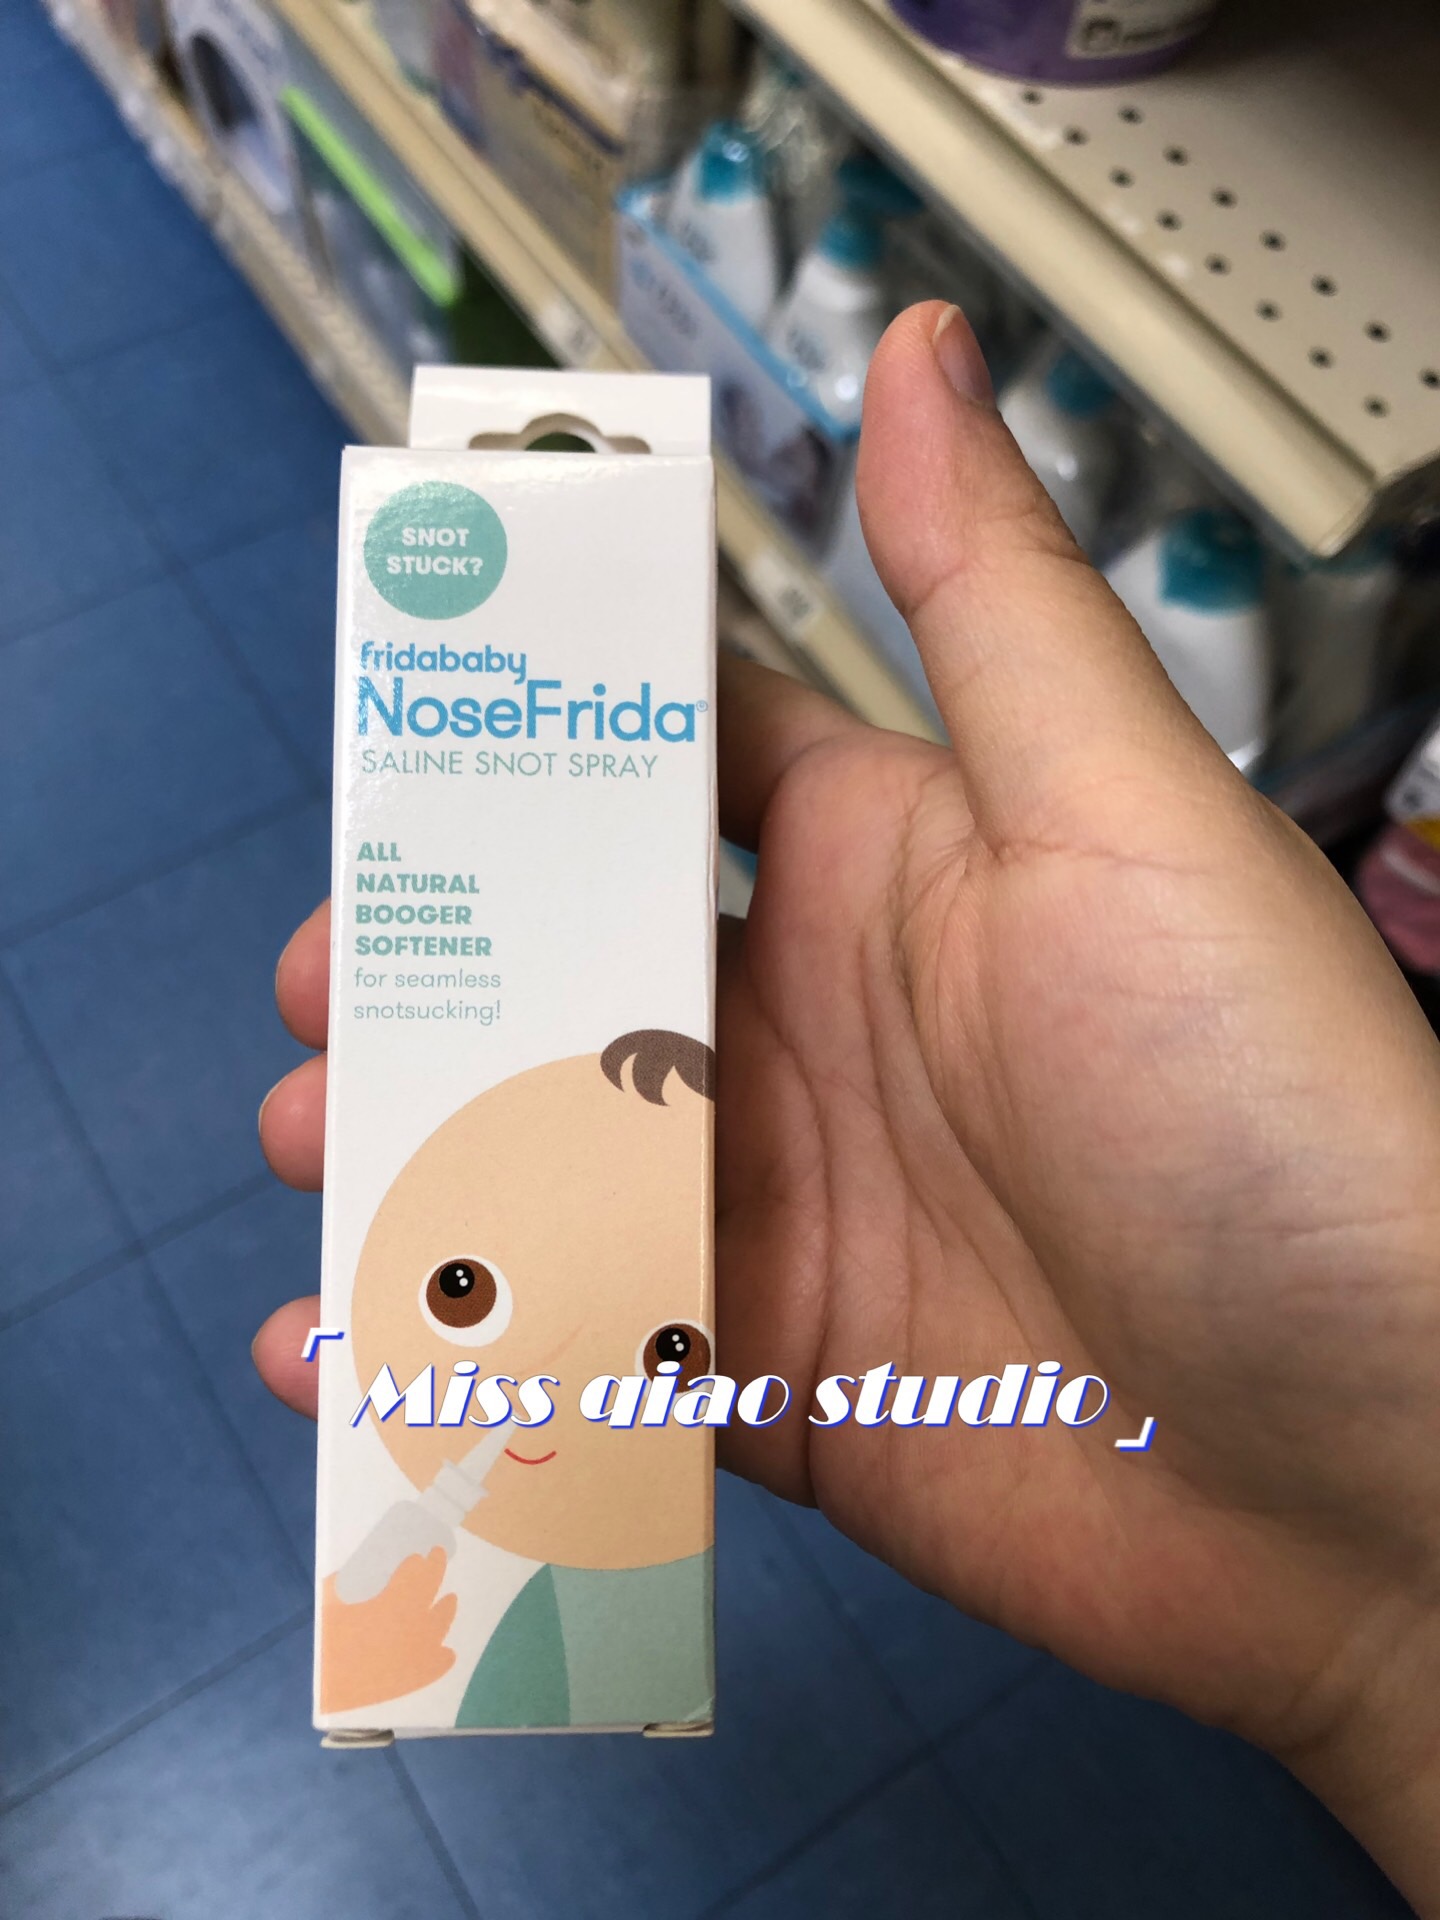 SNOT
STUCK?
fridababy
NoseFrida®
SALINE SNOT SPRAY
ALL
NATURAL
BOOGER
SOFTENER
for seamless
snotsucking!
「Miss qiao studio」